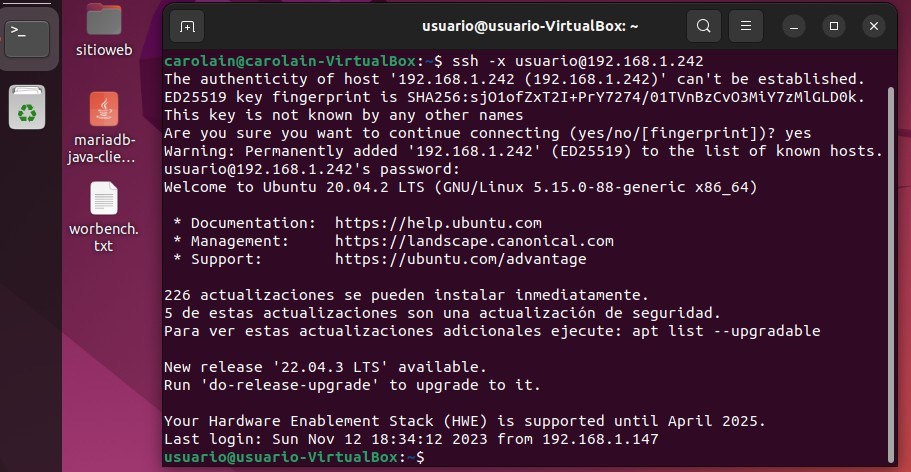 usuario@usuario-VirtualBox: ~
>_
sitioweb
mariadb-
java-clie...
worbench.
txt
carolain@carolain-VirtualBox:~$ ssh -x usuario@192.168.1.242
The authenticity of host '192.168.1.242 (192.168.1.242)' can't be established.
ED25519 key fingerprint is SHA256:sjO1ofZxT2I+PrY7274/01TVnBzCvO3MiY7zMlGLD0k.
This key is not known by any other names
Are you sure you want to continue connecting (yes/no/[fingerprint])? yes
Warning: Permanently added '192.168.1.242' (ED25519) to the list of known hosts.
usuario@192.168.1.242's password:
Welcome to Ubuntu 20.04.2 LTS (GNU/Linux 5.15.0-88-generic x86_64)
* Documentation: https://help.ubuntu.com
* Management: https://landscape.canonical.com
* Support: https://ubuntu.com/advantage
226 actualizaciones se pueden instalar inmediatamente.
5 de estas actualizaciones son una actualización de seguridad.
Para ver estas actualizaciones adicionales ejecute: apt list --upgradable
New release '22.04.3 LTS' available.
Run 'do-release-upgrade' to upgrade to it.
Your Hardware Enablement Stack (HWE) is supported until April 2025.
Last login: Sun Nov 12 18:34:12 2023 from 192.168.1.147
usuario@usuario-VirtualBox:~$